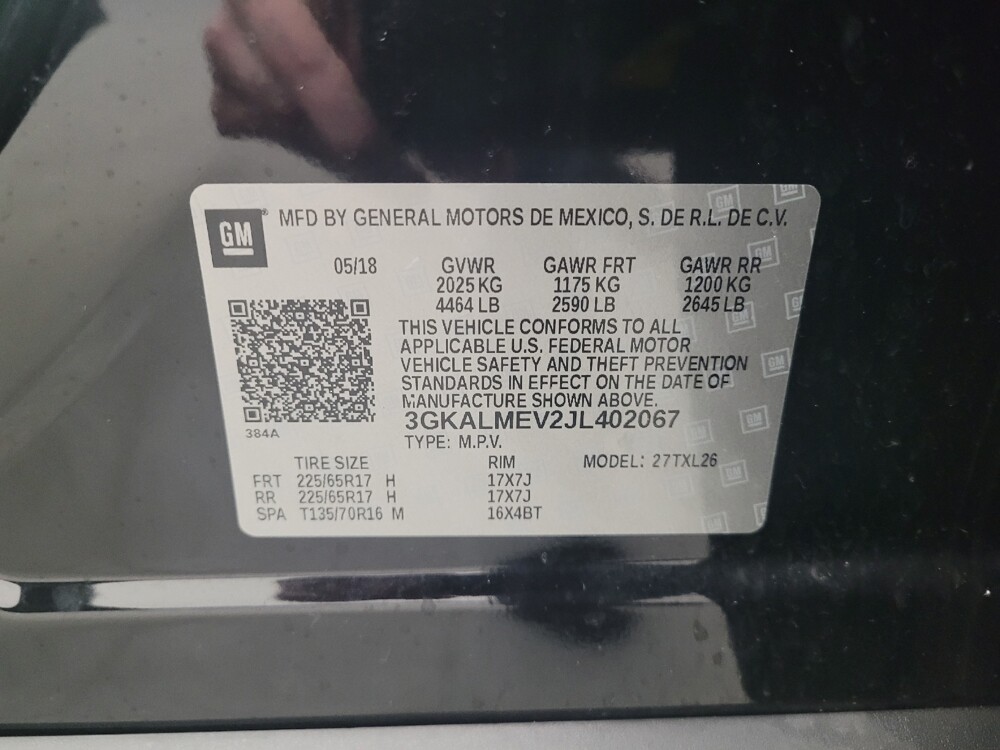 GM® MFD BY GENERAL MOTORS DE MEXICO, S. DE R.L. DE C.V.
05/18 GVWR GAWR FRT GAWR RR
2025 KG 1175 KG 1200 KG
4464 LB 2590 LB 2645 LB
THIS VEHICLE CONFORMS TO ALL
APPLICABLE U.S. FEDERAL MOTOR
VEHICLE SAFETY AND THEFT PREVENTION
STANDARDS IN EFFECT ON THE DATE OF
MANUFACTURE SHOWN ABOVE.
384A
3GKALMEV2JL402067
TYPE: M.P.V.
TIRE SIZE RIM MODEL: 27TXL26
FRT 225/65R17 H 17X7J
RR 225/65R17 H 17X7J
SPA T135/70R16 M 16X4BT